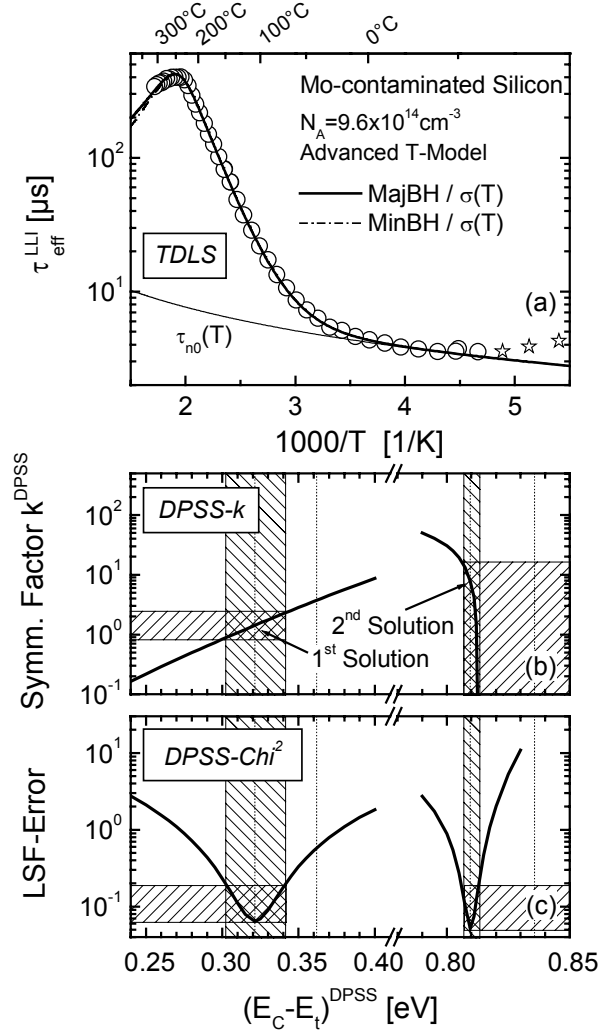 300°C
200°C
100°C
0°C
Mo-contaminated Silicon
N_A=9.6x10^14cm^-3
Advanced T-Model
MajBH / σ(T)
MinBH / σ(T)
τ_eff^LLI [µs]
10^2
10^1
TDLS
τ_n0(T)
(a)
2 3 4 5
1000/T [1/K]
Symm. Factor k^DPSS
10^2
10^1
10^0
10^-1
DPSS-k
2^nd Solution
1^st Solution
(b)
LSF-Error
10^1
10^0
10^-1
DPSS-Chi^2
(c)
0.25 0.30 0.35 0.40 0.80 0.85
(E_C-E_t)^DPSS [eV]